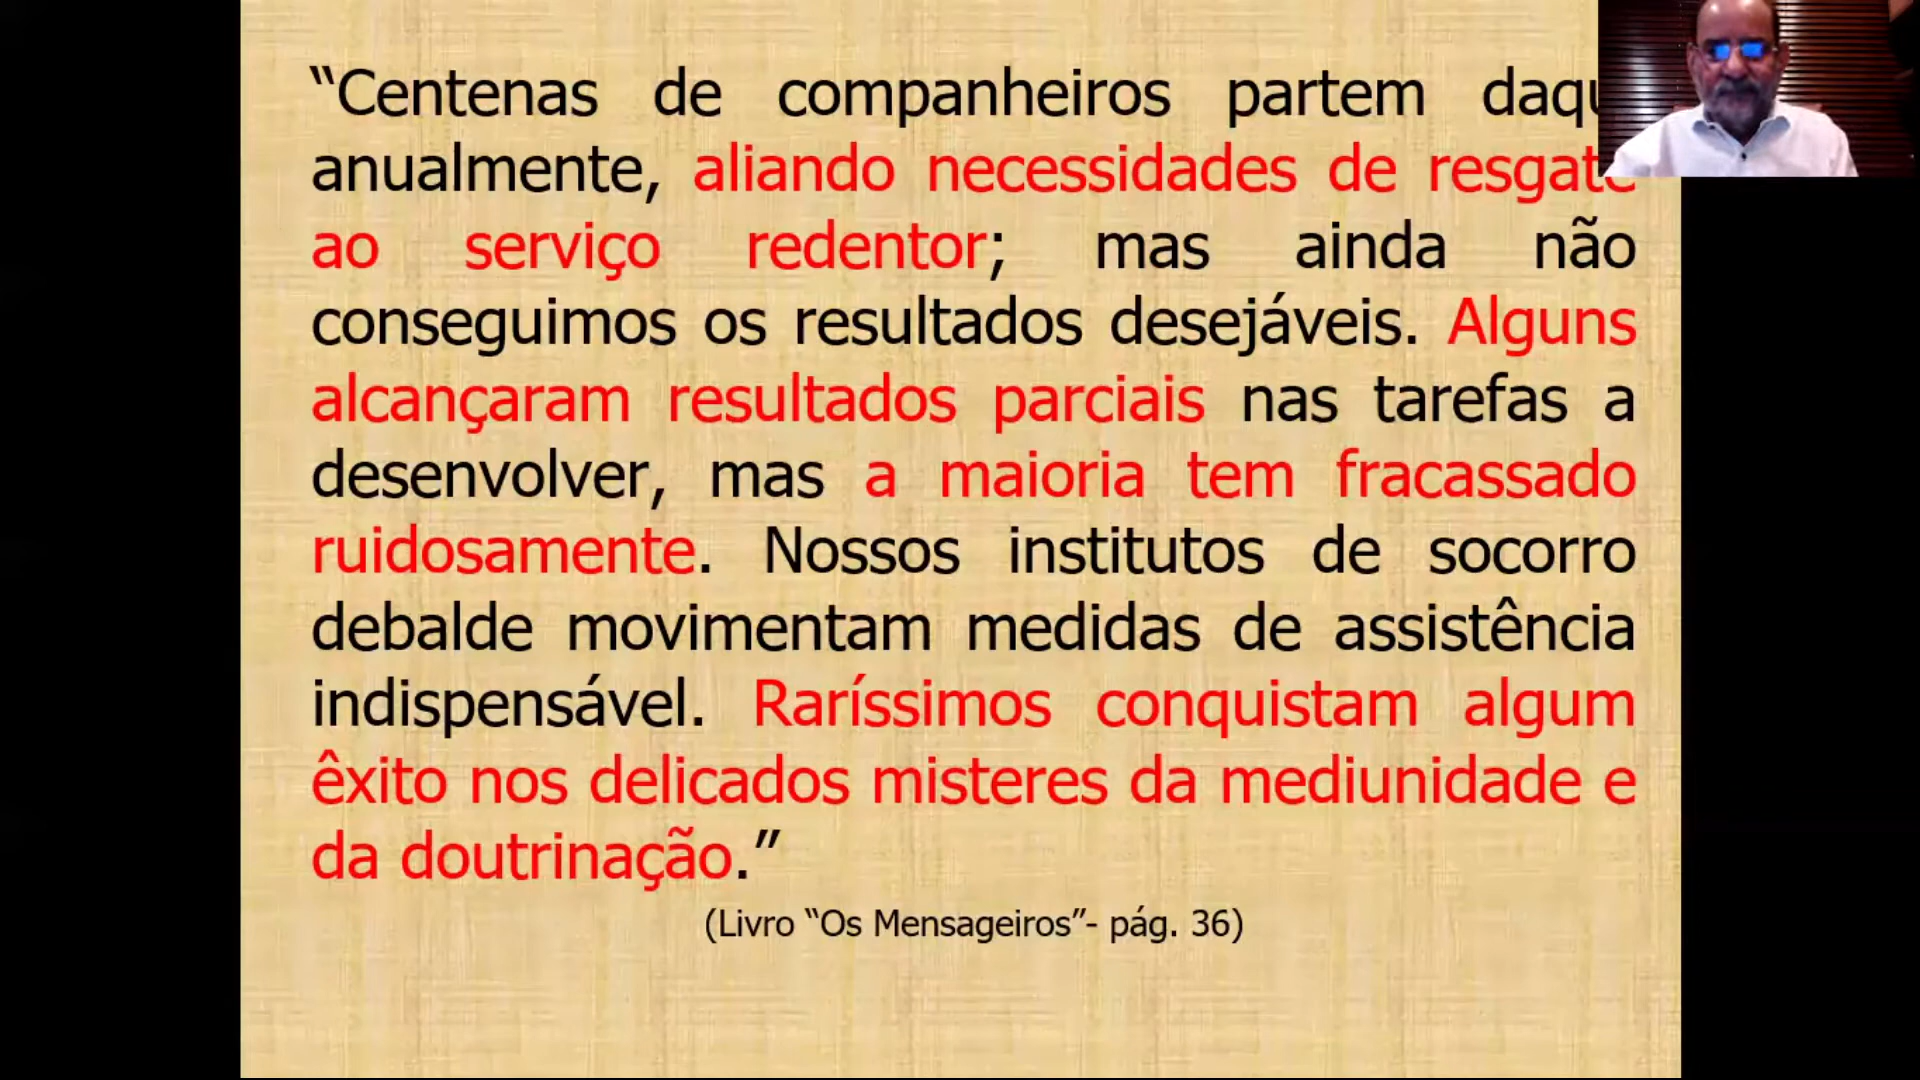 “Centenas de companheiros partem
anualmente, aliando necessidades de resgate
ao serviço redentor; mas ainda não
conseguimos os resultados desejáveis. Alguns
alcançaram resultados parciais nas tarefas a
desenvolver, mas a maioria tem fracassado
ruidosamente. Nossos institutos de socorro
debalde movimentam medidas de assistência
indispensável. Raríssimos conquistam algum
êxito nos delicados misteres da mediunidade e
da doutrinação.”
(Livro “Os Mensageiros”- pág. 36)